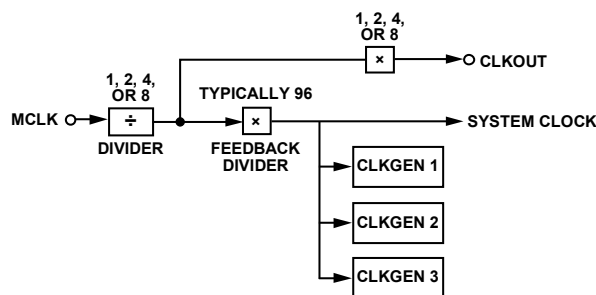 1, 2, 4,
OR 8
×
CLKOUT
1, 2, 4,
OR 8
TYPICALLY 96
MCLK
÷
×
SYSTEM CLOCK
DIVIDER
FEEDBACK
DIVIDER
CLKGEN 1
CLKGEN 2
CLKGEN 3